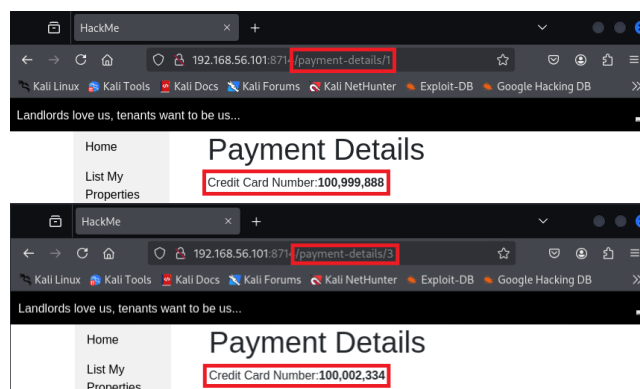 HackMe
192.168.56.101:8714/payment-details/1
Kali Linux Kali Tools Kali Docs Kali Forums Kali NetHunter Exploit-DB Google Hacking DB
Landlords love us, tenants want to be us...
Home
Payment Details
List My
Properties
Credit Card Number:100,999,888
HackMe
192.168.56.101:871 /payment-details/3
Kali Linux Kali Tools Kali Docs Kali Forums Kali NetHunter Exploit-DB Google Hacking DB
Landlords love us, tenants want to be us...
Home
Payment Details
List My
Properties
Credit Card Number:100,002,334